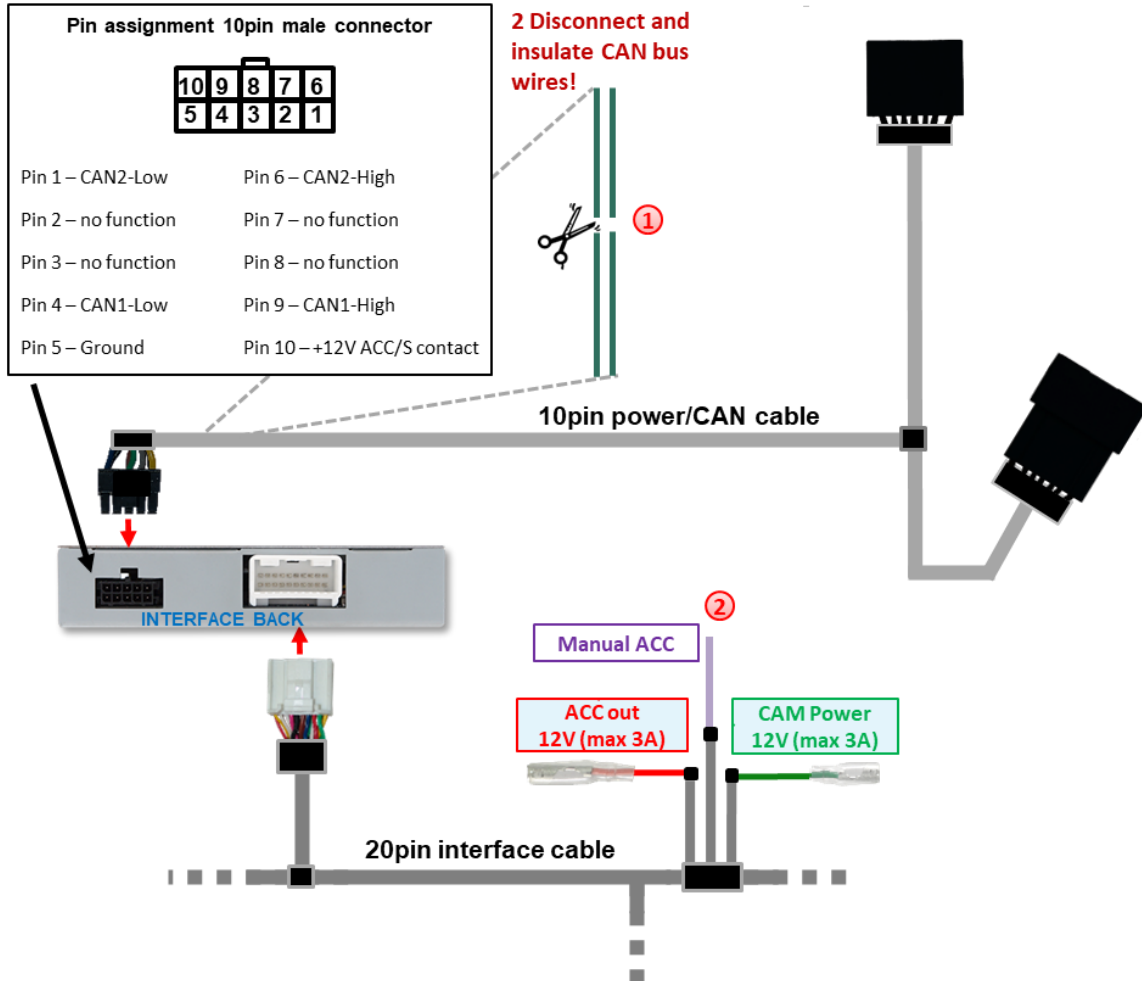 Pin assignment 10pin male connector
10 9 8 7 6
5 4 3 2 1
Pin 1 – CAN2-Low
Pin 6 – CAN2-High
Pin 2 – no function
Pin 7 – no function
Pin 3 – no function
Pin 8 – no function
Pin 4 – CAN1-Low
Pin 9 – CAN1-High
Pin 5 – Ground
Pin 10 – +12V ACC/S contact
2 Disconnect and
insulate CAN bus
wires!
1
10pin power/CAN cable
INTERFACE BACK
2
Manual ACC
ACC out
12V (max 3A)
CAM Power
12V (max 3A)
20pin interface cable